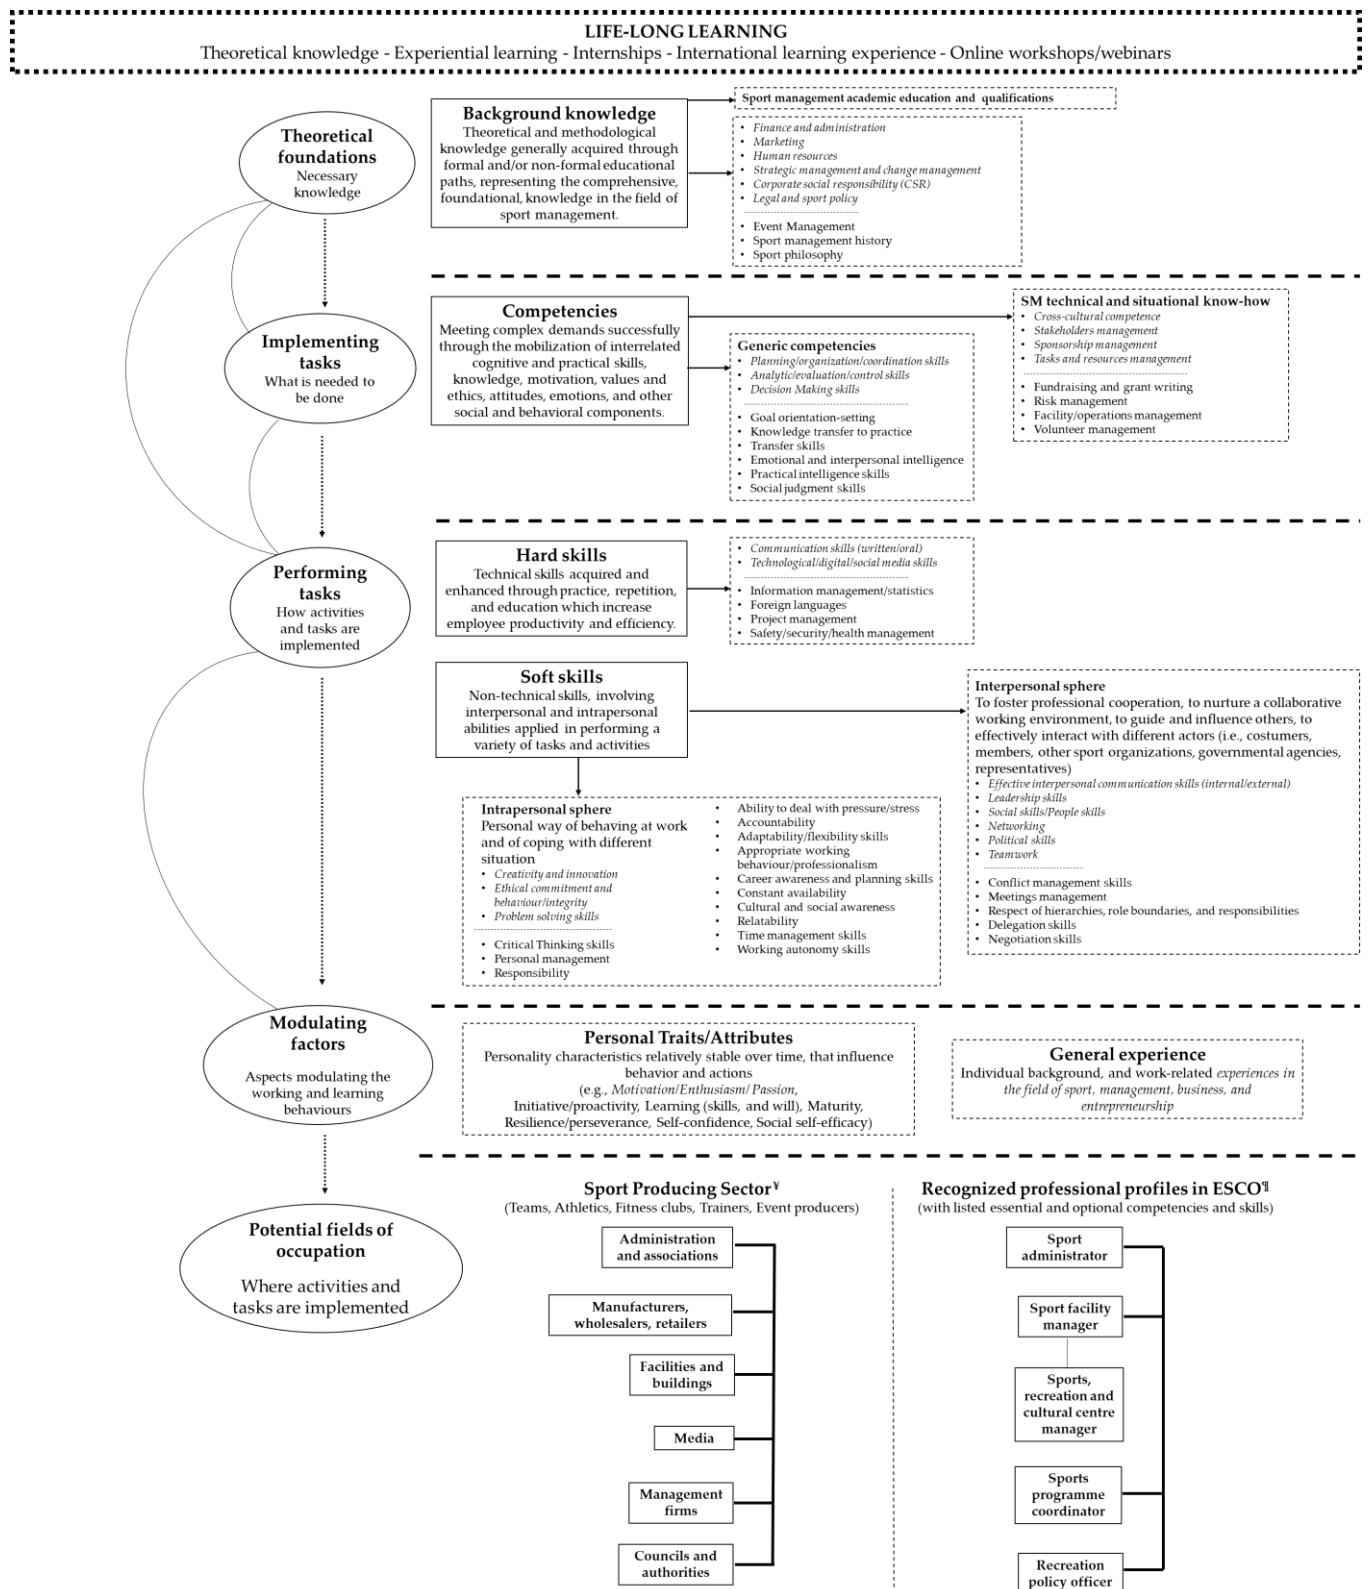 LIFE-LONG LEARNING
Theoretical knowledge - Experiential learning - Internships - International learning experience - Online workshops/webinars
Theoretical
foundations
Necessary
knowledge
Background knowledge
Theoretical and methodological
knowledge generally acquired through
formal and/or non-formal educational
paths, representing the comprehensive,
foundational, knowledge in the field of
sport management.
Sport management academic education and qualifications
• Finance and administration
• Marketing
• Human resources
• Strategic management and change management
• Corporate social responsibility (CSR)
• Legal and sport policy
• Event Management
• Sport management history
• Sport philosophy
Implementing
tasks
What is needed to
be done
Competencies
Meeting complex demands successfully
through the mobilization of interrelated
cognitive and practical skills,
knowledge, motivation, values and
ethics, attitudes, emotions, and other
social and behavioral components.
Generic competencies
• Planning/organization/coordination skills
• Analytic/evaluation/control skills
• Decision Making skills
• Goal orientation-setting
• Knowledge transfer to practice
• Transfer skills
• Emotional and interpersonal intelligence
• Practical intelligence skills
• Social judgment skills
SM technical and situational know-how
• Cross-cultural competence
• Stakeholders management
• Sponsorship management
• Tasks and resources management
• Fundraising and grant writing
• Risk management
• Facility/operations management
• Volunteer management
Performing
tasks
How activities
and tasks are
implemented
Hard skills
Technical skills acquired and
enhanced through practice, repetition,
and education which increase
employee productivity and efficiency.
• Communication skills (written/oral)
• Technological/digital/social media skills
• Information management/statistics
• Foreign languages
• Project management
• Safety/security/health management
Soft skills
Non-technical skills, involving
interpersonal and intrapersonal
abilities applied in performing a
variety of tasks and activities
Intrapersonal sphere
Personal way of behaving at work
and of coping with different
situation
• Creativity and innovation
• Ethical commitment and
behaviour/integrity
• Problem solving skills
• Critical Thinking skills
• Personal management
• Responsibility
• Ability to deal with pressure/stress
• Accountability
• Adaptability/flexibility skills
• Appropriate working
behaviour/professionalism
• Career awareness and planning skills
• Constant availability
• Cultural and social awareness
• Relatability
• Time management skills
• Working autonomy skills
Interpersonal sphere
To foster professional cooperation, to nurture a collaborative
working environment, to guide and influence others, to
effectively interact with different actors (i.e., costumers,
members, other sport organizations, governmental agencies,
representatives)
• Effective interpersonal communication skills (internal/external)
• Leadership skills
• Social skills/People skills
• Networking
• Political skills
• Teamwork
• Conflict management skills
• Meetings management
• Respect of hierarchies, role boundaries, and responsibilities
• Delegation skills
• Negotiation skills
Modulating
factors
Aspects modulating the
working and learning
behaviours
Personal Traits/Attributes
Personality characteristics relatively stable over time, that influence
behavior and actions
(e.g., Motivation/Enthusiasm/ Passion,
Initiative/proactivity, Learning (skills, and will), Maturity,
Resilience/perseverance, Self-confidence, Social self-efficacy)
General experience
Individual background, and work-related experiences in
the field of sport, management, business, and
entrepreneurship
Potential fields of
occupation
Where activities and
tasks are implemented
Sport Producing Sector¥
(Teams, Athletics, Fitness clubs, Trainers, Event producers)
Administration
and associations
Manufacturers,
wholesalers, retailers
Facilities and
buildings
Media
Management
firms
Councils and
authorities
Recognized professional profiles in ESCO¶
(with listed essential and optional competencies and skills)
Sport
administrator
Sport facility
manager
Sports,
recreation and
cultural centre
manager
Sports
programme
coordinator
Recreation
policy officer